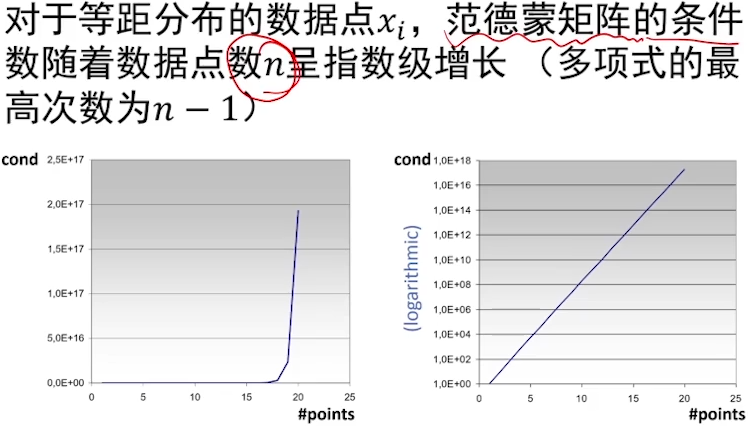 对于等距分布的数据点xᵢ，范德蒙矩阵的条件
数随着数据点数n呈指数级增长 （多项式的最
高次数为n − 1）
cond
2,5E+17
2,0E+17
1,5E+17
1,0E+17
5,0E+16
0,0E+00
0 5 10 15 20 25
#points
cond
1,0E+18
1,0E+16
1,0E+14
1,0E+12
1,0E+10
1,0E+08
1,0E+06
1,0E+04
1,0E+02
1,0E+00
(logarithmic)
0 5 10 15 20 25
#points